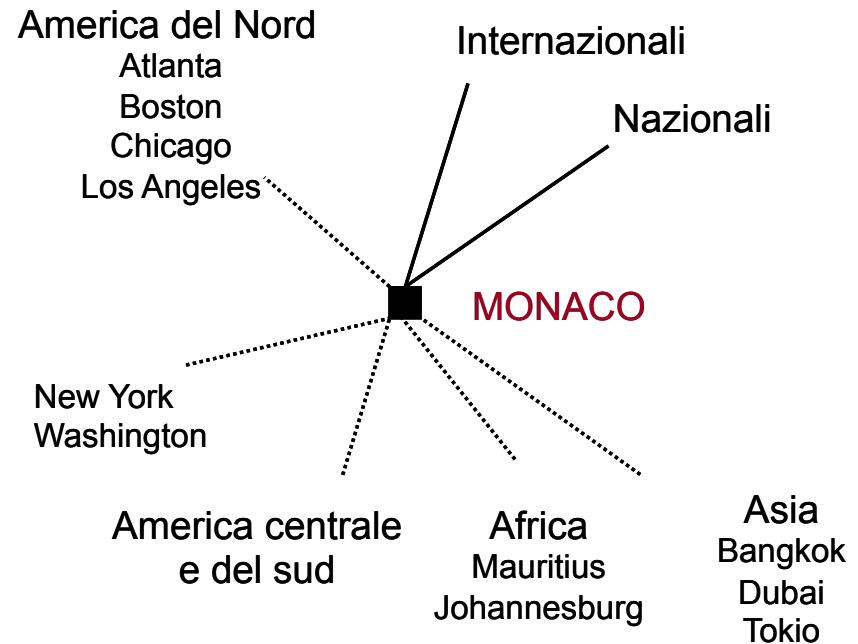 America del Nord
Atlanta
Boston
Chicago
Los Angeles
Internazionali
Nazionali
MONACO
New York
Washington
America centrale
e del sud
Africa
Mauritius
Johannesburg
Asia
Bangkok
Dubai
Tokio